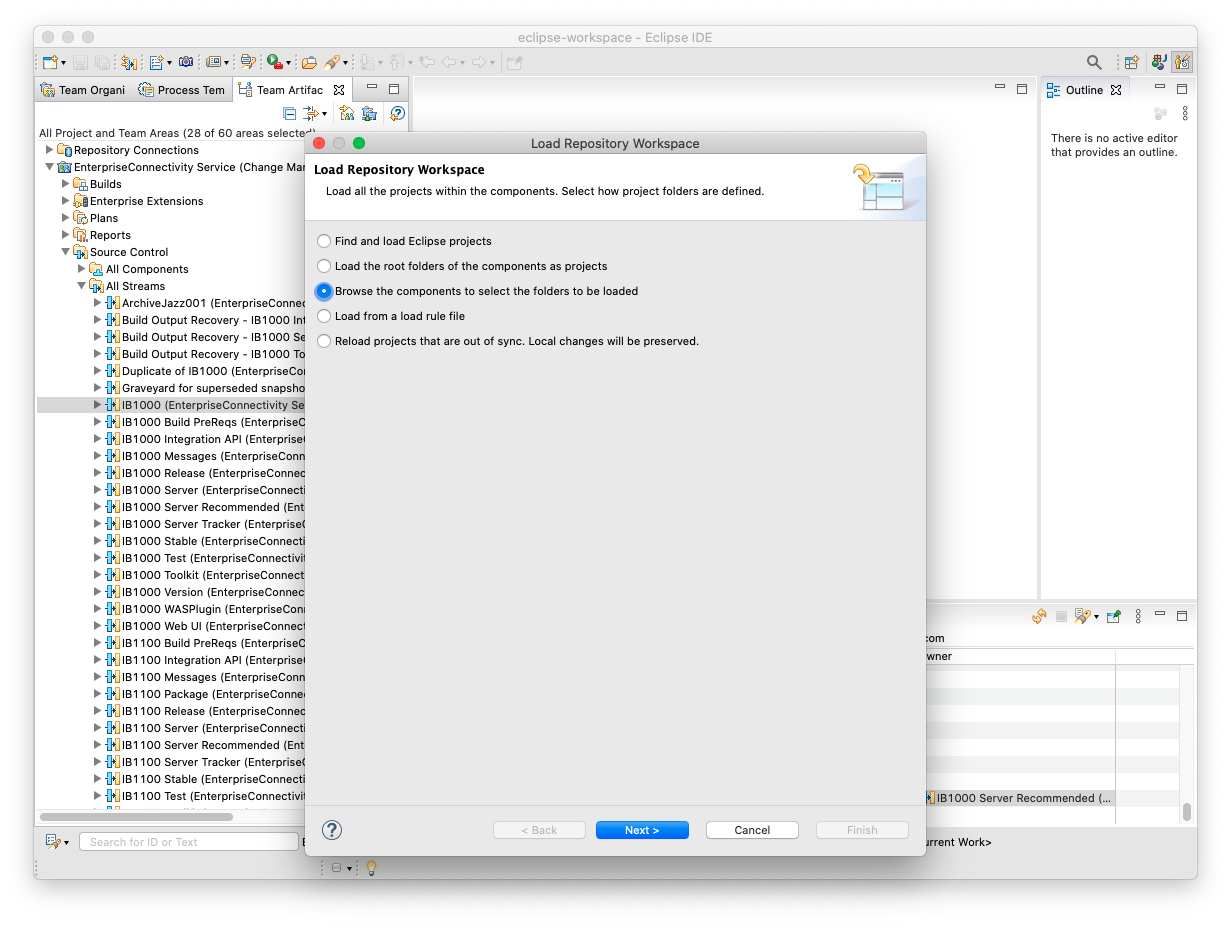 eclipse-workspace - Eclipse IDE
Team Organi
Process Tem
Team Artifac
Outline
All Project and Team Areas (28 of 60 areas selected)
Repository Connections
EnterpriseConnectivity Service (Change Mar
Builds
Enterprise Extensions
Plans
Reports
Source Control
All Components
All Streams
ArchiveJazz001 (EnterpriseConnec
Build Output Recovery - IB1000 Int
Build Output Recovery - IB1000 Se
Build Output Recovery - IB1000 To
Duplicate of IB1000 (EnterpriseCon
Graveyard for superseded snapsho
IB1000 (EnterpriseConnectivity Se
IB1000 Build PreReqs (EnterpriseC
IB1000 Integration API (Enterprise
IB1000 Messages (EnterpriseConn
IB1000 Release (EnterpriseConnec
IB1000 Server (EnterpriseConnecti
IB1000 Server Recommended (Ent
IB1000 Server Tracker (Enterprise
IB1000 Stable (EnterpriseConnecti
IB1000 Test (EnterpriseConnectivit
IB1000 Toolkit (EnterpriseConnect
IB1000 Version (EnterpriseConnec
IB1000 WASPlugin (EnterpriseCon
IB1000 Web UI (EnterpriseConnect
IB1100 Build PreReqs (EnterpriseC
IB1100 Integration API (Enterprise
IB1100 Messages (EnterpriseConn
IB1100 Package (EnterpriseConne
IB1100 Release (EnterpriseConnec
IB1100 Server (EnterpriseConnecti
IB1100 Server Recommended (Ent
IB1100 Server Tracker (Enterprise
IB1100 Stable (EnterpriseConnecti
IB1100 Test (EnterpriseConnectivit
Search for ID or Text
Load Repository Workspace
Load Repository Workspace
Load all the projects within the components. Select how project folders are defined.
Find and load Eclipse projects
Load the root folders of the components as projects
Browse the components to select the folders to be loaded
Load from a load rule file
Reload projects that are out of sync. Local changes will be preserved.
?
< Back
Next >
Cancel
Finish
There is no active editor
that provides an outline.
com
wner
IB1000 Server Recommended (...
urrent Work>